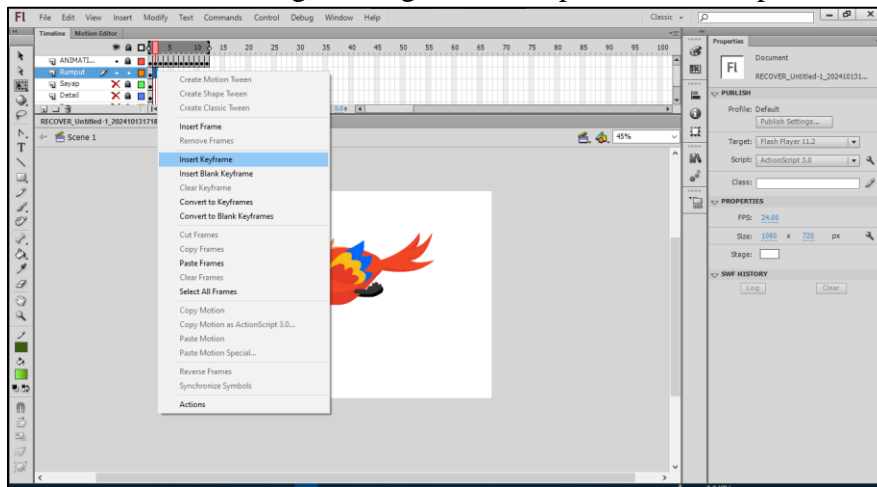 Fl File Edit View Insert Modify Text Commands Control Debug Window Help Classic
Timeline Motion Editor
5 10 15 20 25 30 35 40 45 50 55 60 65 70 75 80 85 90 95 100
ANIMATI...
Rumput
Sayap
Detail
RECOVER_Untitled-1_202410131718
Scene 1 45%
Create Motion Tween
Create Shape Tween
Create Classic Tween
Insert Frame
Remove Frames
Insert Keyframe
Insert Blank Keyframe
Clear Keyframe
Convert to Keyframes
Convert to Blank Keyframes
Cut Frames
Copy Frames
Paste Frames
Clear Frames
Select All Frames
Copy Motion
Copy Motion as ActionScript 3.0...
Paste Motion
Paste Motion Special...
Reverse Frames
Synchronize Symbols
Actions
Properties
Fl Document
RECOVER_Untitled-1_202410131...
PUBLISH
Profile: Default
Publish Settings...
Target: Flash Player 11.2
Script: ActionScript 3.0
Class:
PROPERTIES
FPS: 24.00
Size: 1080 x 720 px
Stage:
SWF HISTORY
Log Clear